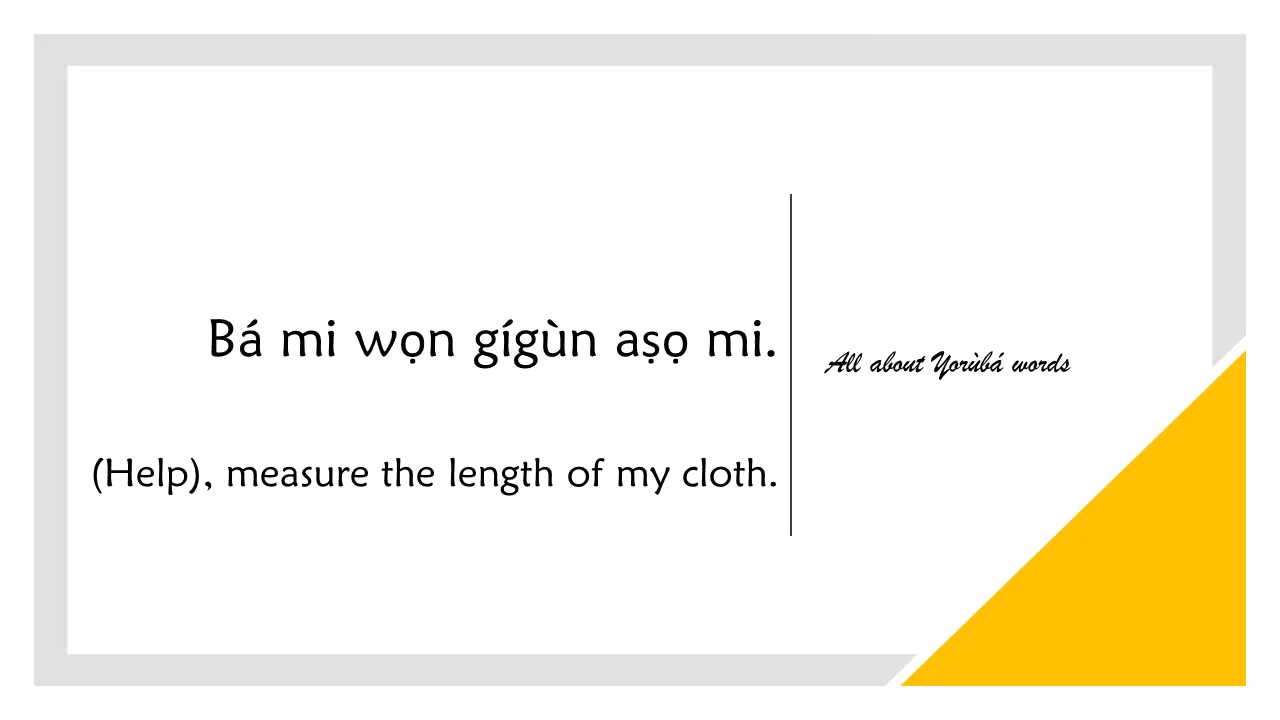 Bá mi wọn gígùn aṣọ mi.
(Help), measure the length of my cloth.
All about Yorùbá words